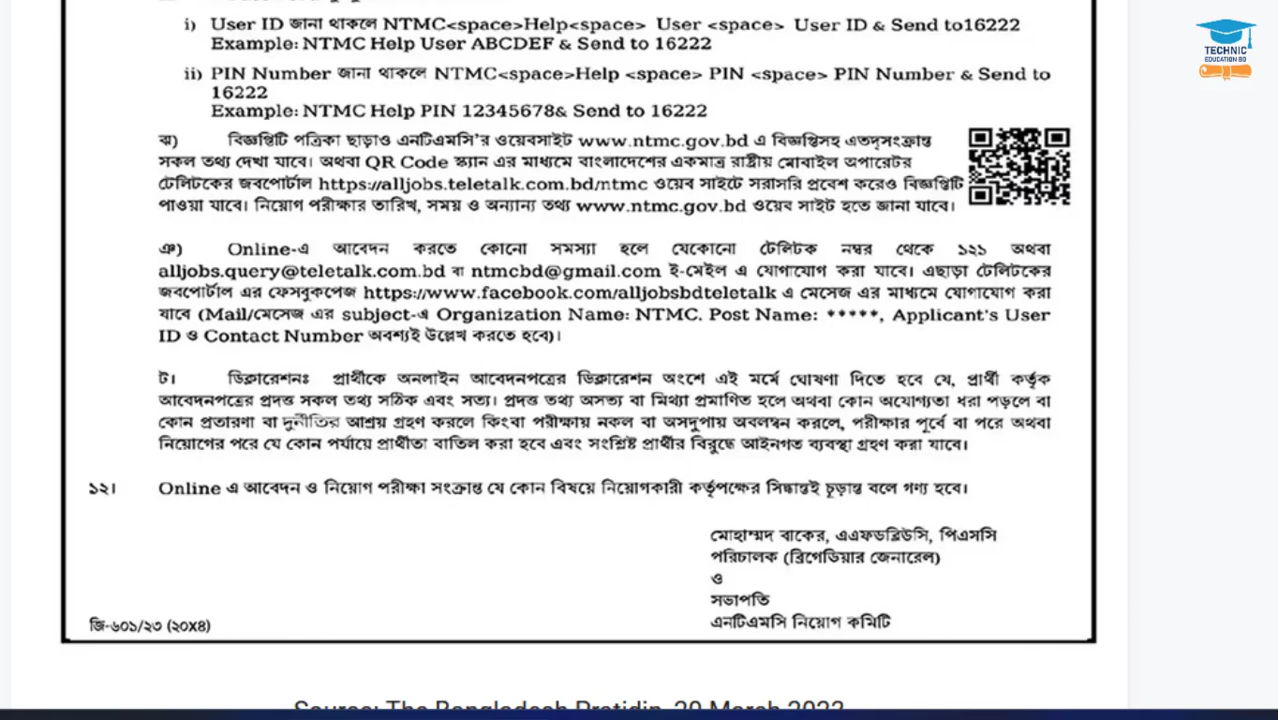 i) User ID জানা থাকলে NTMC<space>Help<space> User <space> User ID & Send to16222
Example: NTMC Help User ABCDEF & Send to 16222
ii) PIN Number জানা থাকলে NTMC<space>Help <space> PIN <space> PIN Number & Send to
16222
Example: NTMC Help PIN 12345678& Send to 16222
ঝ) বিজ্ঞপ্তিটি পত্রিকা ছাড়াও এনটিএমসি'র ওয়েবসাইট www.ntmc.gov.bd এ বিজ্ঞপ্তিসহ এতদ্‌সংক্রান্ত
সকল তথ্য দেখা যাবে। অথবা QR Code স্ক্যান এর মাধ্যমে বাংলাদেশের একমাত্র রাষ্ট্রীয় মোবাইল অপারেটর
টেলিটকের জবপোর্টাল https://alljobs.teletalk.com.bd/ntmc ওয়েব সাইটে সরাসরি প্রবেশ করেও বিজ্ঞপ্তিটি
পাওয়া যাবে। নিয়োগ পরীক্ষার তারিখ, সময় ও অন্যান্য তথ্য www.ntmc.gov.bd ওয়েব সাইট হতে জানা যাবে।
ঞ) Online-এ আবেদন করতে কোনো সমস্যা হলে যেকোনো টেলিটক নম্বর থেকে ১২১ অথবা
alljobs.query@teletalk.com.bd বা ntmcbd@gmail.com ই-মেইল এ যোগাযোগ করা যাবে। এছাড়া টেলিটকের
জবপোর্টাল এর ফেসবুকপেজ https://www.facebook.com/alljobsbdteletalk এ মেসেজ এর মাধ্যমে যোগাযোগ করা
যাবে (Mail/মেসেজ এর subject-এ Organization Name: NTMC. Post Name: *****, Applicant's User
ID ও Contact Number অবশ্যই উল্লেখ করতে হবে)।
ট। ডিক্লারেশনঃ প্রার্থীকে অনলাইন আবেদনপত্রের ডিক্লারেশন অংশে এই মর্মে ঘোষণা দিতে হবে যে, প্রার্থী কর্তৃক
আবেদনপত্রের প্রদত্ত সকল তথ্য সঠিক এবং সত্য। প্রদত্ত তথ্য অসত্য বা মিথ্যা প্রমাণিত হলে অথবা কোন অযোগ্যতা ধরা পড়লে বা
কোন প্রতারণা বা দুর্নীতির আশ্রয় গ্রহণ করলে কিংবা পরীক্ষায় নকল বা অসদুপায় অবলম্বন করলে, পরীক্ষার পূর্বে বা পরে অথবা
নিয়োগের পরে যে কোন পর্যায়ে প্রার্থীতা বাতিল করা হবে এবং সংশ্লিষ্ট প্রার্থীর বিরুদ্ধে আইনগত ব্যবস্থা গ্রহণ করা যাবে।
১২। Online এ আবেদন ও নিয়োগ পরীক্ষা সংক্রান্ত যে কোন বিষয়ে নিয়োগকারী কর্তৃপক্ষের সিদ্ধান্তই চূড়ান্ত বলে গণ্য হবে।
মোহাম্মদ বাকের, এএফডব্লিউসি, পিএসসি
পরিচালক (ব্রিগেডিয়ার জেনারেল)
ও
সভাপতি
এনটিএমসি নিয়োগ কমিটি
জি-৬০১/২৩ (২০X৪)
TECHNIC
EDUCATION BD